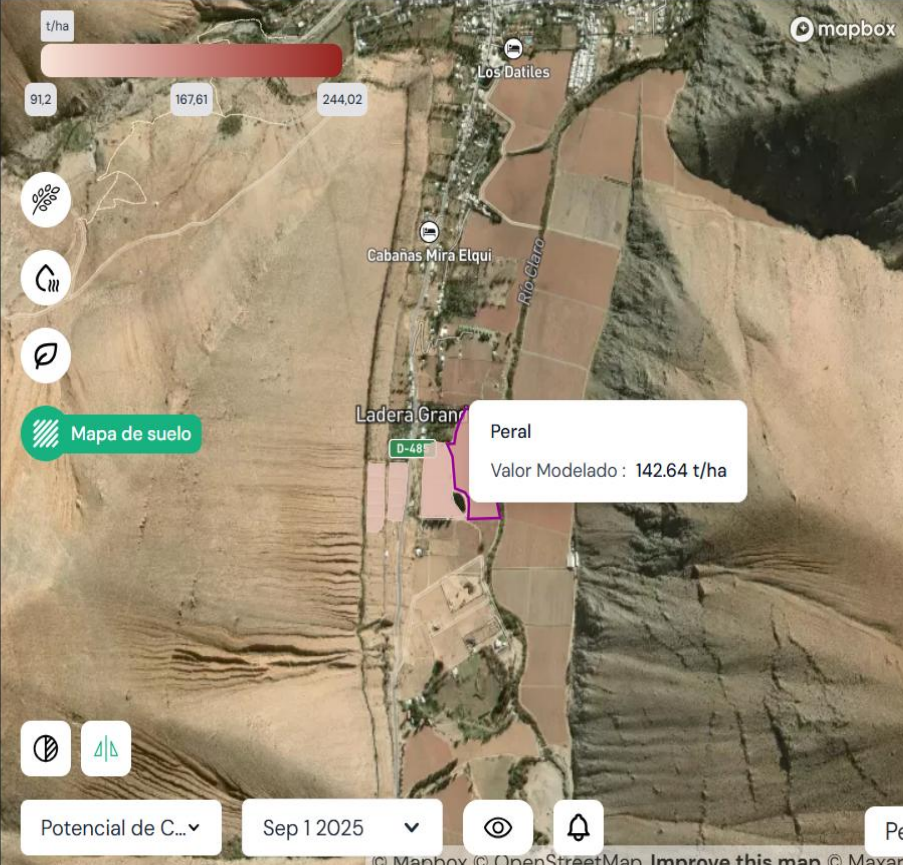 t/ha
mapbox
91,2
167,61
244,02
Los Datiles
Cabañas Mira Elqui
Río Claro
Ladera Grand
Peral
Valor Modelado : 142.64 t/ha
Mapa de suelo
D-485
Potencial de C...
Sep 1 2025
Pe
© Mapbox © OpenStreetMap Improve this map © Maxar